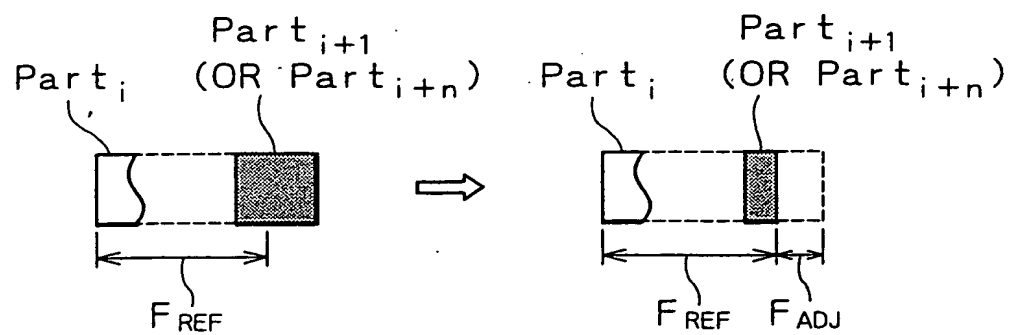 Part i+1
Part i
(OR Part i+n)
F REF
Part i+1
Part i
(OR Part i+n)
F REF
F ADJ